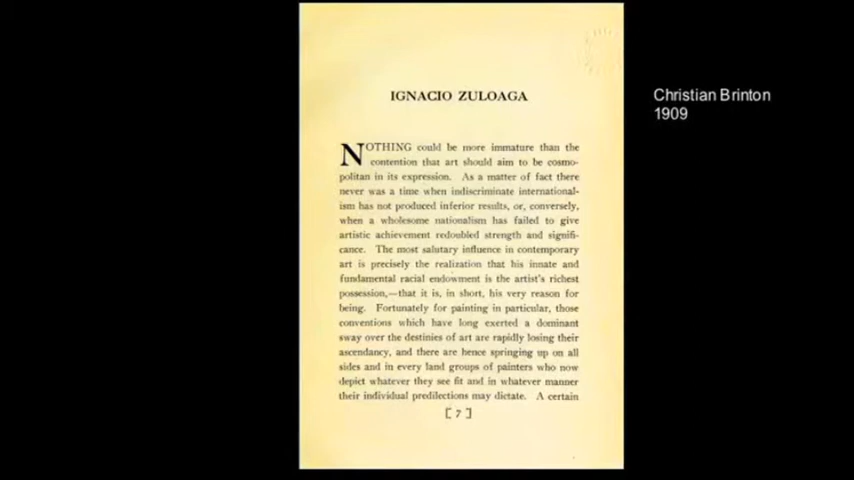 IGNACIO ZULOAGA
NOTHING could be more immature than the
contention that art should aim to be cosmo-
politan in its expression. As a matter of fact there
never was a time when indiscriminate international-
ism has not produced inferior results, or, conversely,
when a wholesome nationalism has failed to give
artistic achievement redoubled strength and signifi-
cance. The most salutary influence in contemporary
art is precisely the realization that his innate and
fundamental racial endowment is the artist's richest
possession,—that it is, in short, his very reason for
being. Fortunately for painting in particular, those
conventions which have long exerted a dominant
sway over the destinies of art are rapidly losing their
ascendancy, and there are hence springing up on all
sides and in every land groups of painters who now
depict whatever they see fit and in whatever manner
their individual predilections may dictate. A certain
[ 7 ]
Christian Brinton
1909